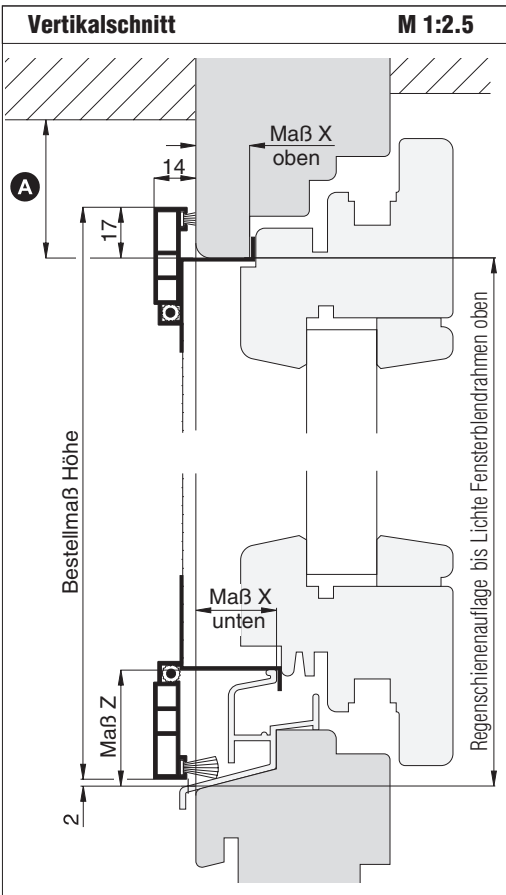 Vertikalschnitt M 1:2.5
Maß X
oben
14
A
17
Bestellmaß Höhe
Regenschienenauflage bis Lichte Fensterblendrahmen oben
Maß X
unten
Maß Z
2